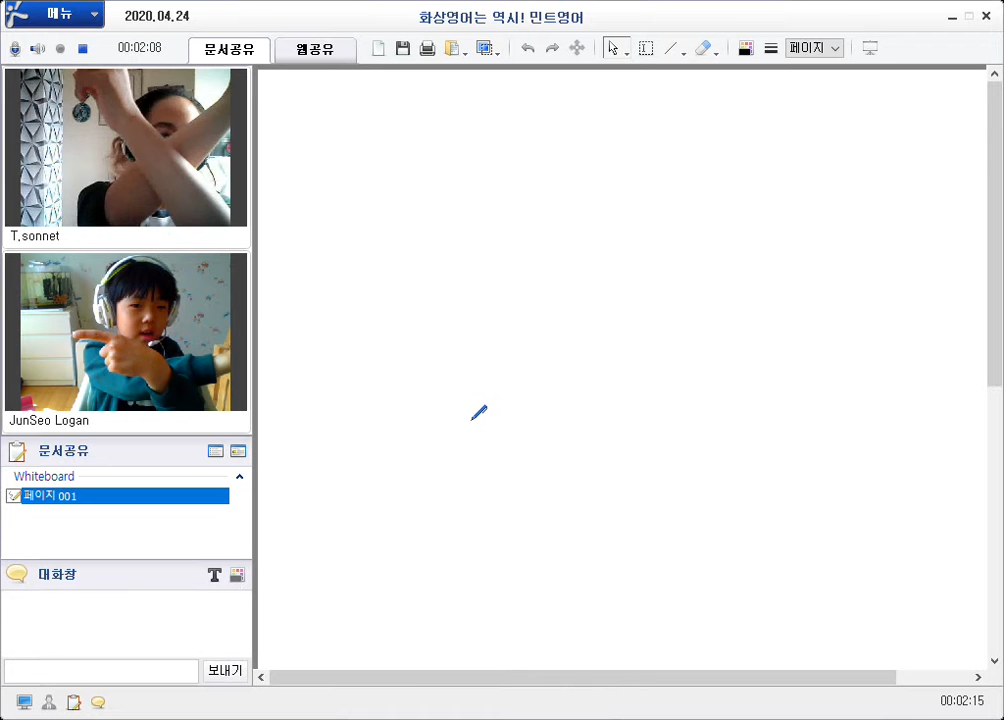 메뉴
2020.04.24
화상영어는 역시! 민트영어
00:02:08
문서공유
웹공유
페이지
T.sonnet
JunSeo Logan
문서공유
Whiteboard
페이지 001
대화창
보내기
00:02:15